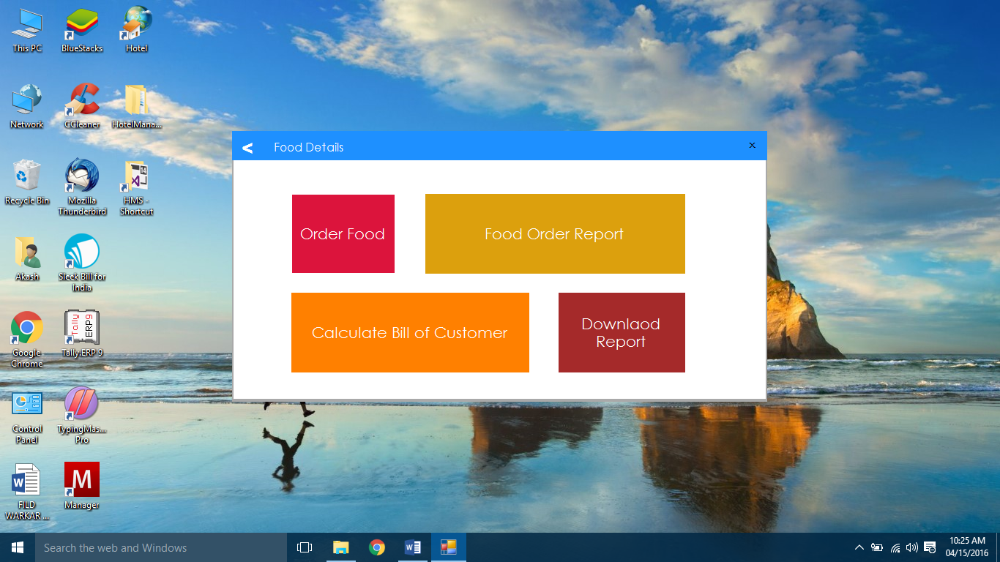 This PC
BlueStacks
Hotel
Network
CCleaner
HotelMana...
Recycle Bin
Mozilla
Thunderbird
HMS -
Shortcut
Akash
Sleek Bill for
India
Google
Chrome
Tally.ERP 9
Tally
ERP9
Control
Panel
TypingMas...
Pro
FILD
WARKAR ...
M
Manager
< Food Details ×
Order Food
Food Order Report
Calculate Bill of Customer
Downlaod
Report
Search the web and Windows
10:25 AM
04/15/2016